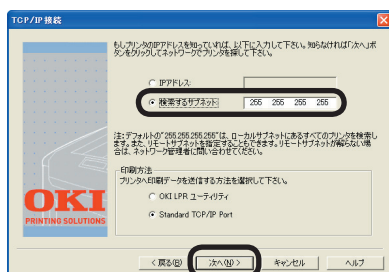 TCP/IP 接続
もしプリンタのIPアドレスを知っていれば、以下に入力して下さい。知らなければ「次へ」ボ
タンをクリックしてネットワークでプリンタを探して下さい。
IPアドレス:
検索するサブネット: 255 255 255 255
注:デフォルトの"255.255.255.255"は、ローカルサブネットにあるすべてのプリンタを検索し
ます。また、リモートサブネットを指定することもできます。リモートサブネットが解らない場
合は、ネットワーク管理者に問い合わせてください。
印刷方法
プリンタへ印刷データを送信する方法を選択して下さい。
OKI LPR ユーティリティ
Standard TCP/IP Port
OKI
PRINTING SOLUTIONS
< 戻る(B) 次へ(N) > キャンセル ヘルプ